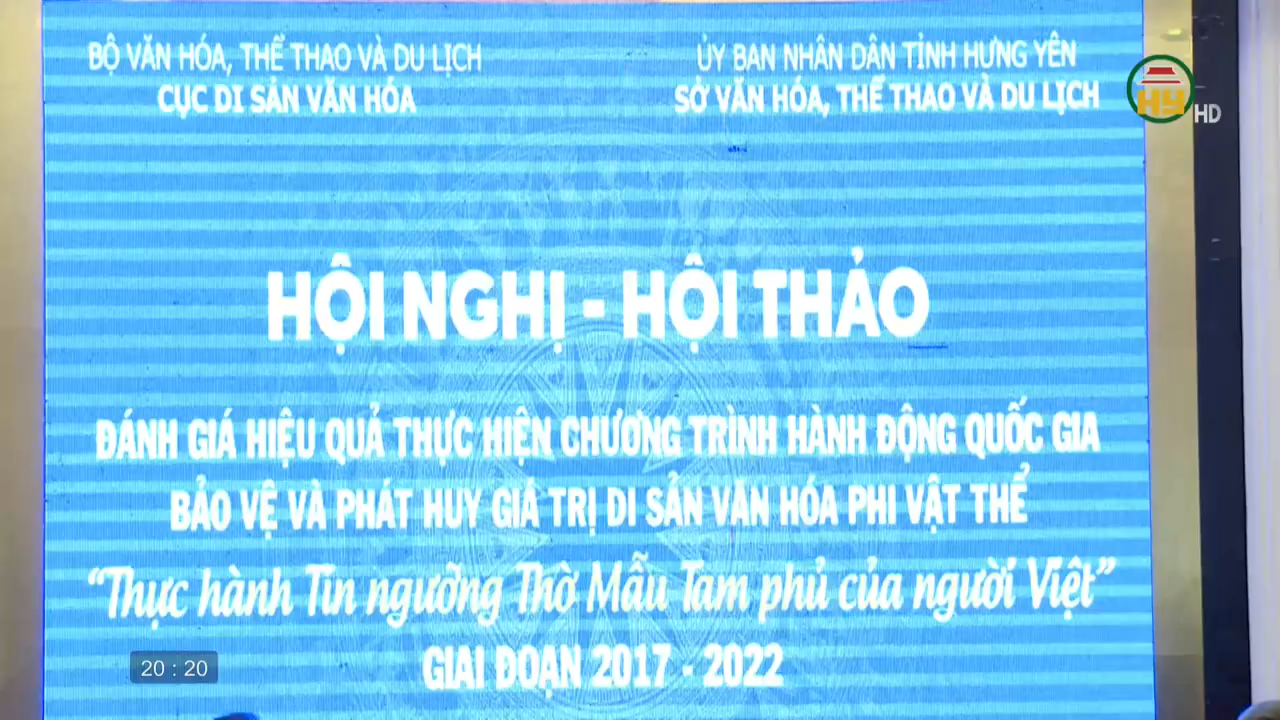 BỘ VĂN HÓA, THỂ THAO VÀ DU LỊCH
CỤC DI SẢN VĂN HÓA
ỦY BAN NHÂN DÂN TỈNH HƯNG YÊN
SỞ VĂN HÓA, THỂ THAO VÀ DU LỊCH
HY
HD
HỘI NGHỊ - HỘI THẢO
ĐÁNH GIÁ HIỆU QUẢ THỰC HIỆN CHƯƠNG TRÌNH HÀNH ĐỘNG QUỐC GIA
BẢO VỆ VÀ PHÁT HUY GIÁ TRỊ DI SẢN VĂN HÓA PHI VẬT THỂ
“Thực hành Tín ngưỡng Thờ Mẫu Tam phủ của người Việt”
GIAI ĐOẠN 2017 - 2022
20 : 20